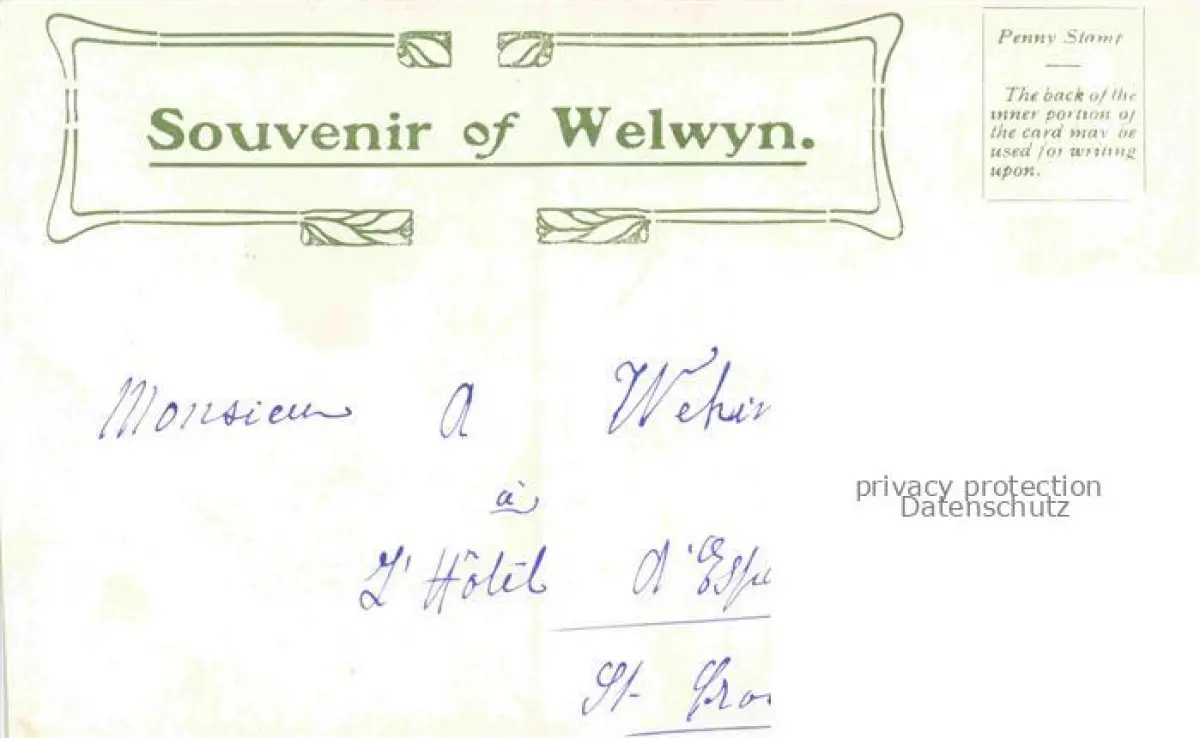 Souvenir of Welwyn.
Penny Stamp
The back of the
inner portion of
the card may be
used for writing
upon.
Monsieur A
à
L'Hôtel
St-
privacy protection
Datenschutz